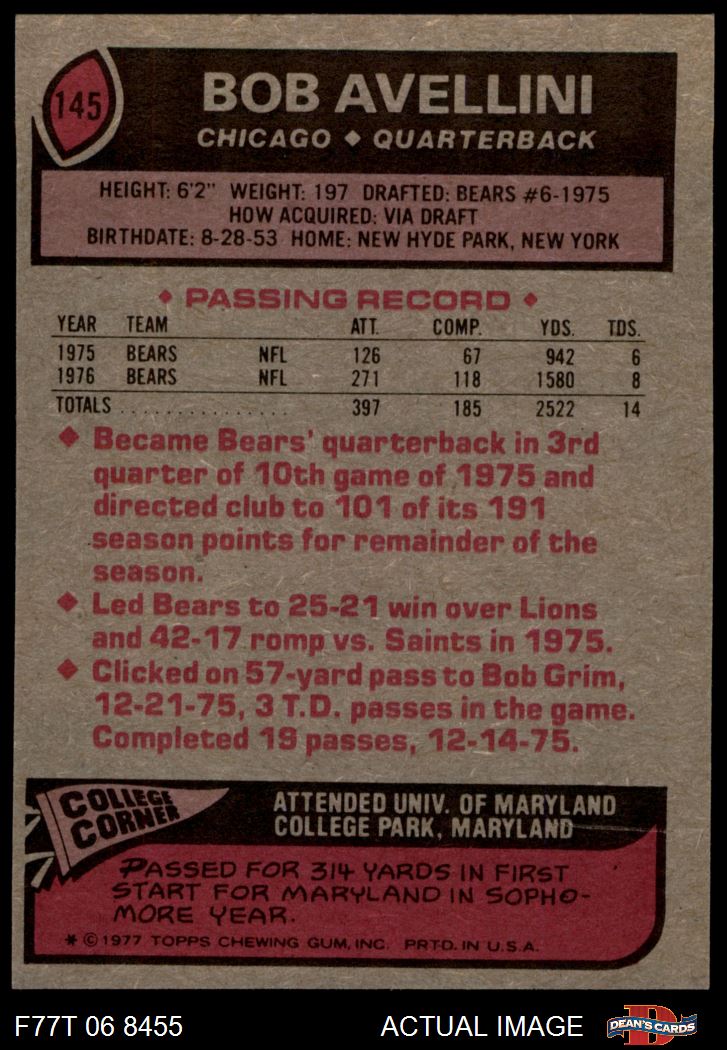 145
BOB AVELLINI
CHICAGO ◆ QUARTERBACK
HEIGHT: 6'2" WEIGHT: 197 DRAFTED: BEARS #6-1975
HOW ACQUIRED: VIA DRAFT
BIRTHDATE: 8-28-53 HOME: NEW HYDE PARK, NEW YORK
◆ PASSING RECORD ◆
YEAR TEAM ATT. COMP. YDS. TDS.
1975 BEARS NFL 126 67 942 6
1976 BEARS NFL 271 118 1580 8
TOTALS . . . . . . . . . . . . . . . 397 185 2522 14
◆ Became Bears' quarterback in 3rd
quarter of 10th game of 1975 and
directed club to 101 of its 191
season points for remainder of the
season.
◆ Led Bears to 25-21 win over Lions
and 42-17 romp vs. Saints in 1975.
◆ Clicked on 57-yard pass to Bob Grim,
12-21-75, 3 T.D. passes in the game.
Completed 19 passes, 12-14-75.
COLLEGE
CORNER
ATTENDED UNIV. OF MARYLAND
COLLEGE PARK, MARYLAND
PASSED FOR 314 YARDS IN FIRST
START FOR MARYLAND IN SOPHO-
MORE YEAR.
* © 1977 TOPPS CHEWING GUM, INC. PRTD. IN U.S.A.
F77T 06 8455 ACTUAL IMAGE DEAN'S CARDS